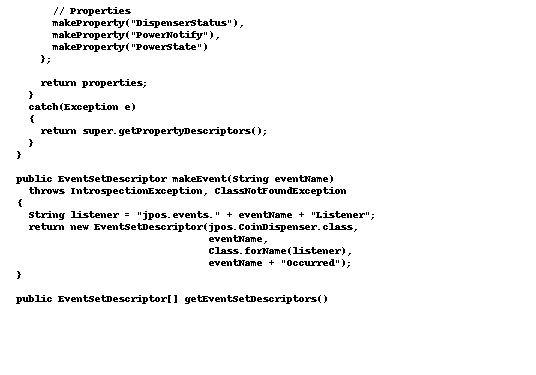 // Properties
makeProperty("DispenserStatus"),
makeProperty("PowerNotify"),
makeProperty("PowerState")
};
return properties;
}
catch(Exception e)
{
return super.getPropertyDescriptors();
}
}
public EventSetDescriptor makeEvent(String eventName)
throws IntrospectionException, ClassNotFoundException
{
String listener = "jpos.events." + eventName + "Listener";
return new EventSetDescriptor(jpos.CoinDispenser.class,
eventName,
Class.forName(listener),
eventName + "Occurred");
}
public EventSetDescriptor[] getEventSetDescriptors()